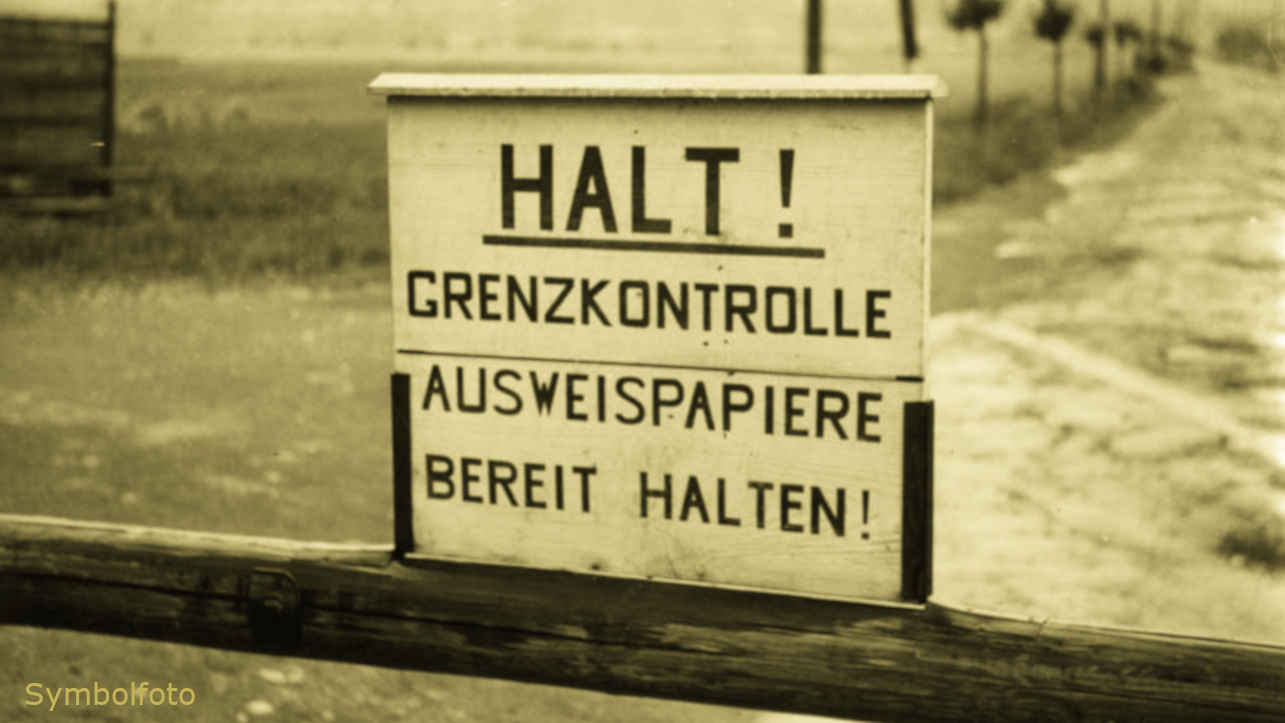 HALT!
GRENZKONTROLLE
AUSWEISPAPIERE
BEREIT HALTEN!
Symbolfoto